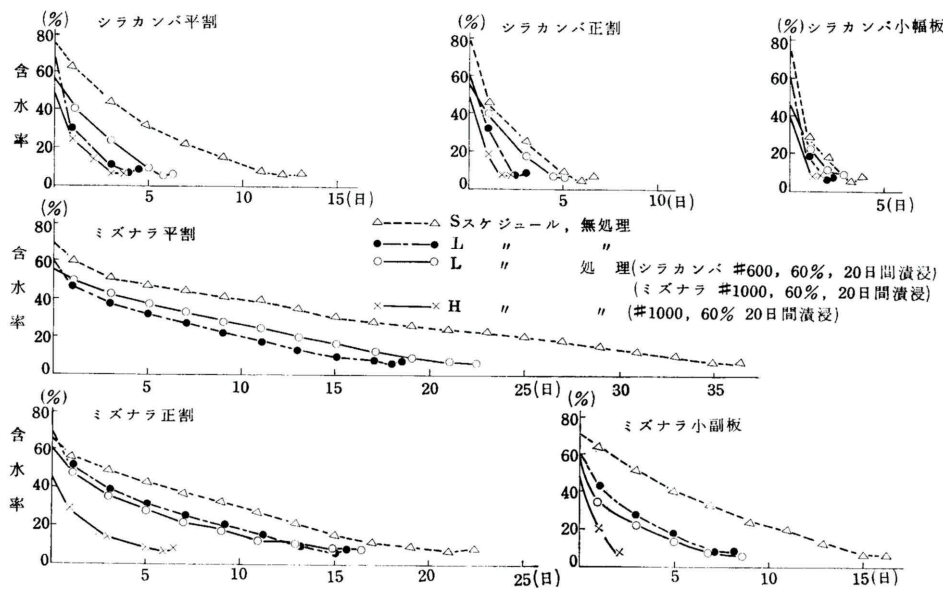 (%) シラカンバ平割
80
60
40
20
含水率
5 10 15(日)
(%) シラカンバ正割
80
60
40
20
10(日)
(%)シラカンバ小幅板
80
60
40
20
5(日)
ミズナラ平割
80
60
40
20
0
含水率
5 10 15 20 25(日) 30 35
Sスケジュール, 無処理
L 〃 〃
L 〃 処 理(シラカンバ #600, 60%, 20日間漬浸)
(ミズナラ #1000, 60%, 20日間漬浸)
H 〃 〃 (#1000, 60% 20日間漬浸)
(%) ミズナラ正割
80
60
40
20
0
含水率
5 10 15 20 25(日)
(%) ミズナラ小副板
80
60
40
20
0
5 10 15(日)